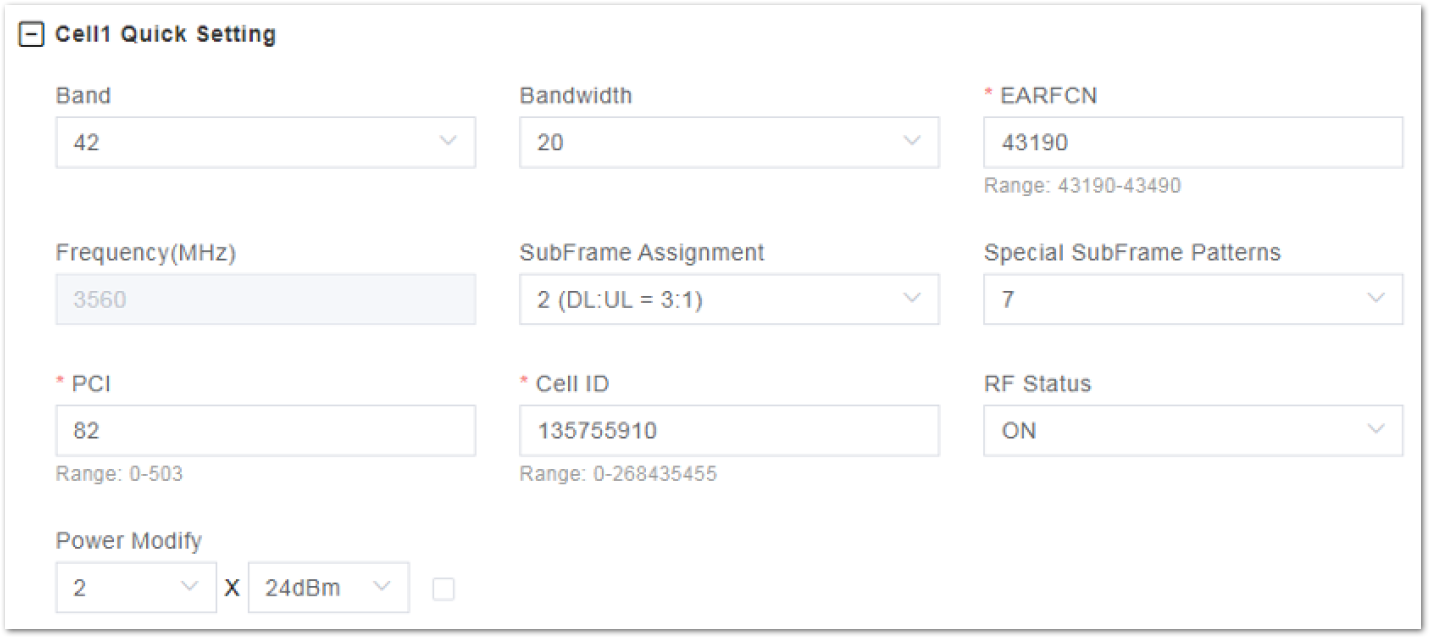 Cell1 Quick Setting
Band Bandwidth * EARFCN
42 20 43190
Range: 43190-43490
Frequency(MHz) SubFrame Assignment Special SubFrame Patterns
3560 2 (DL:UL = 3:1) 7
* PCI * Cell ID RF Status
82 135755910 ON
Range: 0-503 Range: 0-268435455
Power Modify
2 X 24dBm